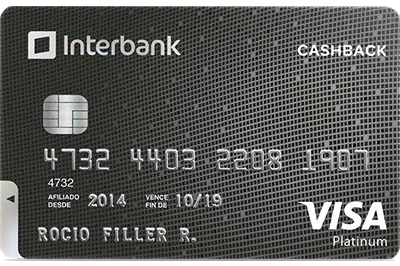 Interbank
CASHBACK
4732 4403 2208 1907
4732
AFILIADO DESDE 2014 VENCE FIN DE 10/19
VISA
Platinum
ROCIO FILLER R.